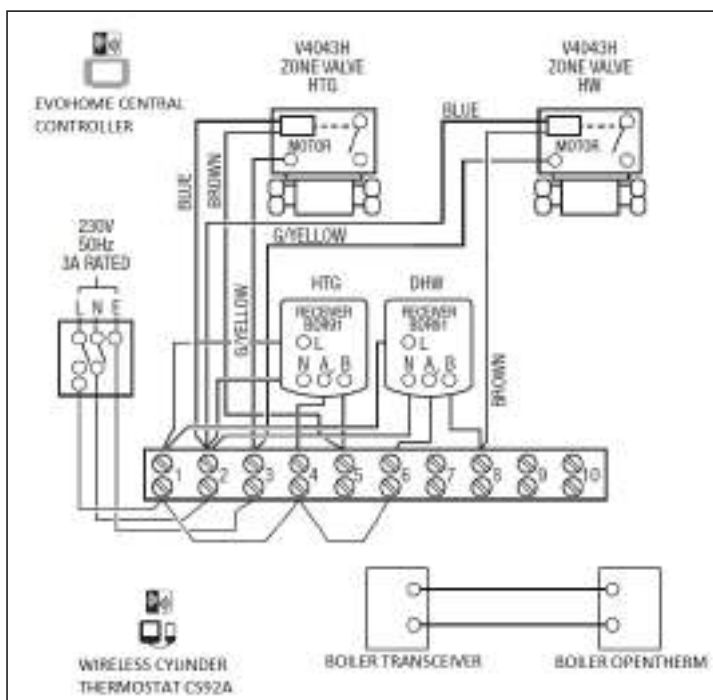 V4043H
ZONE VALVE
HTG
V4043H
ZONE VALVE
HW
EVOHOME CENTRAL
CONTROLLER
BLUE
MOTOR
MOTOR
BLUE
BROWN
G/YELLOW
230V
50Hz
3A RATED
L N E
HTG
DHW
RECEIVER
BDR91
L
N A B
RECEIVER
BDR91
L
N A B
G/YELLOW
BROWN
1 2 3 4 5 6 7 8 9 10
WIRELESS CYLINDER
THERMOSTAT CS92A
BOILER TRANSCEIVER
BOILER OPENTHERM